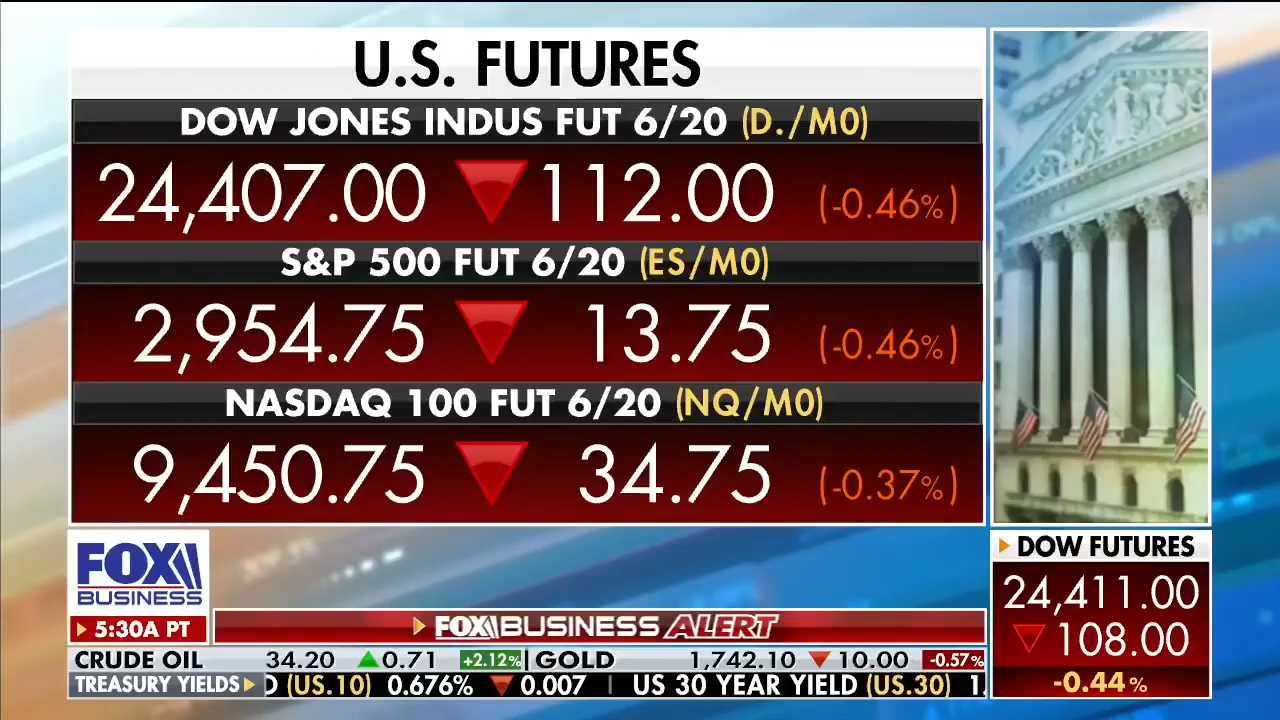 U.S. FUTURES
DOW JONES INDUS FUT 6/20 (D./M0)
24,407.00 ▼ 112.00 (-0.46%)
S&P 500 FUT 6/20 (ES/M0)
2,954.75 ▼ 13.75 (-0.46%)
NASDAQ 100 FUT 6/20 (NQ/M0)
9,450.75 ▼ 34.75 (-0.37%)
DOW FUTURES
24,411.00
▼ 108.00
-0.44%
FOX
BUSINESS
5:30A PT
FOX BUSINESS ALERT
CRUDE OIL 34.20 ▲ 0.71 +2.12% GOLD 1,742.10 ▼ 10.00 -0.57%
TREASURY YIELDS (US.10) 0.676% ▼ 0.007 | US 30 YEAR YIELD (US.30) 1.